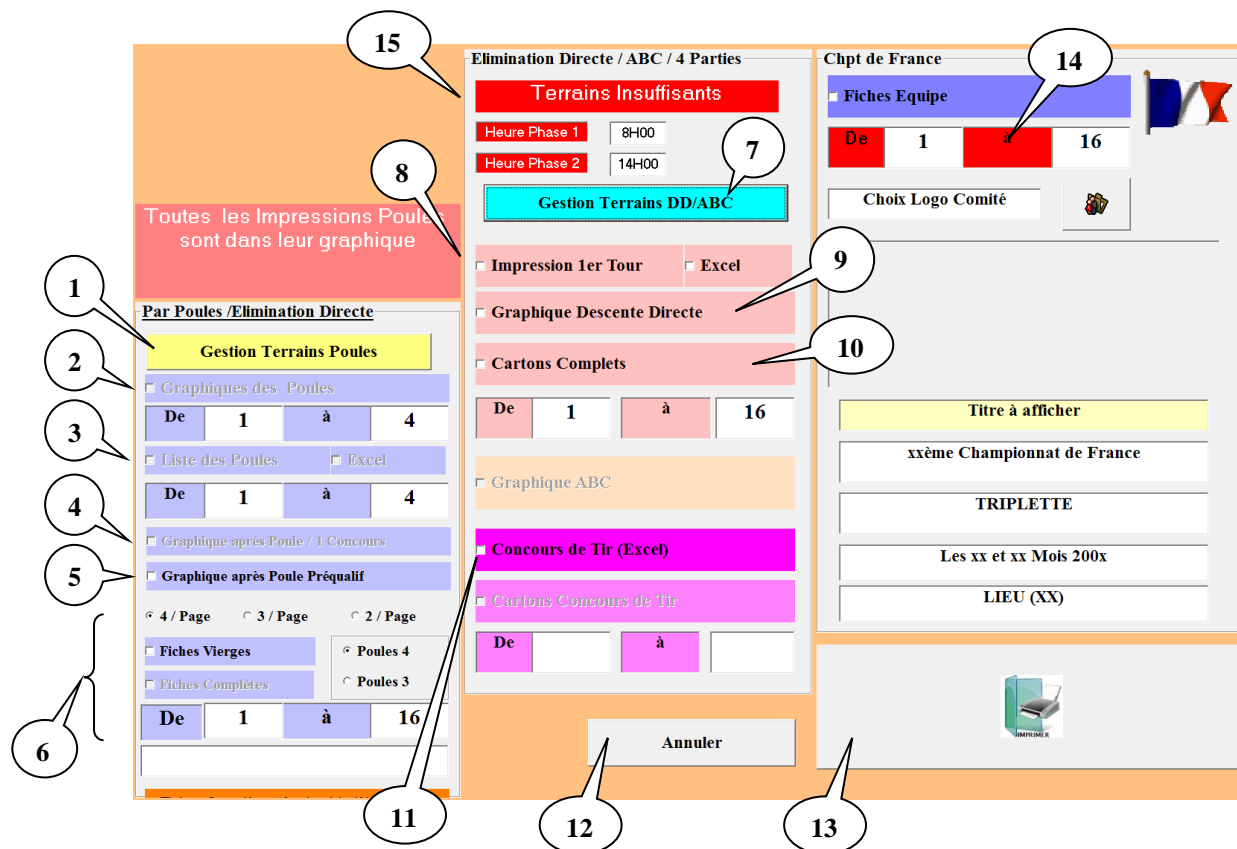 15
Elimination Directe / ABC / 4 Parties
Terrains Insuffisants
Heure Phase 1 8H00
Heure Phase 2 14H00
7
Gestion Terrains DD/ABC
8
Impression 1er Tour Excel
9
Graphique Descente Directe
10
Cartons Complets
De 1 à 16
Graphique ABC
Concours de Tir (Excel)
11
Cartons Concours de Tir
De à
12
Annuler
Toutes les Impressions Poules
sont dans leur graphique
Par Poules /Elimination Directe
1
Gestion Terrains Poules
2
Graphiques des Poules
De 1 à 4
3
Liste des Poules Excel
De 1 à 4
4
Graphique après Poule / 1 Concours
5
Graphique après Poule Préqualif
4 / Page 3 / Page 2 / Page
Fiches Vierges Poules 4
Fiches Complètes Poules 3
6
De 1 à 16
Chpt de France
14
Fiches Equipe
De 1 à 16
Choix Logo Comité
Titre à afficher
xxème Championnat de France
TRIPLETTE
Les xx et xx Mois 200x
LIEU (XX)
IMPRIMER
13